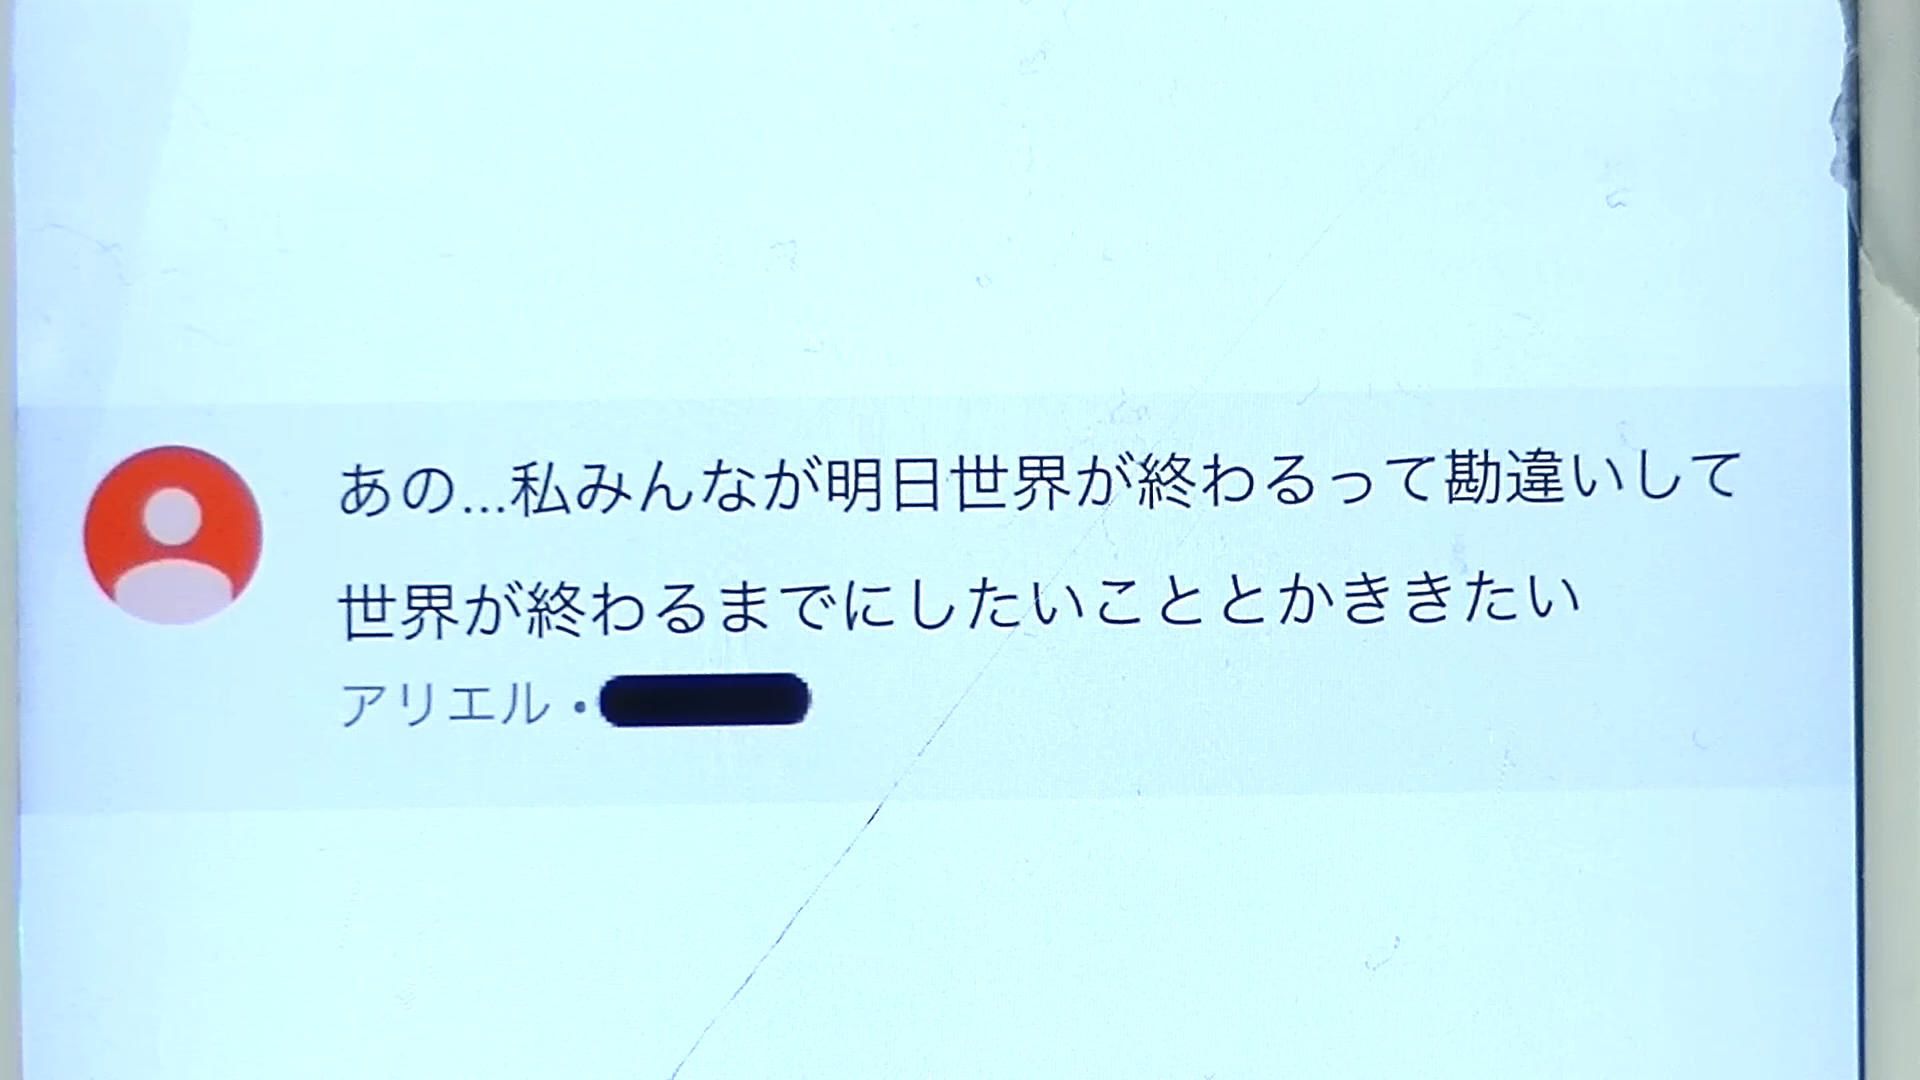 あの...私みんなが明日世界が終わるって勘違いして
世界が終わるまでにしたいこととかききたい
アリエル・